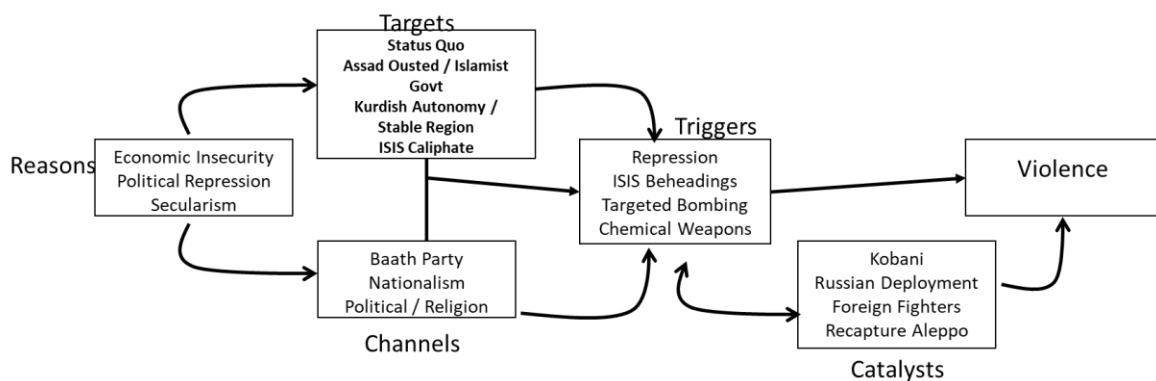 Targets
Status Quo
Assad Ousted / Islamist
Govt
Kurdish Autonomy /
Stable Region
ISIS Caliphate
Reasons
Economic Insecurity
Political Repression
Secularism
Triggers
Repression
ISIS Beheadings
Targeted Bombing
Chemical Weapons
Violence
Baath Party
Nationalism
Political / Religion
Channels
Kobani
Russian Deployment
Foreign Fighters
Recapture Aleppo
Catalysts